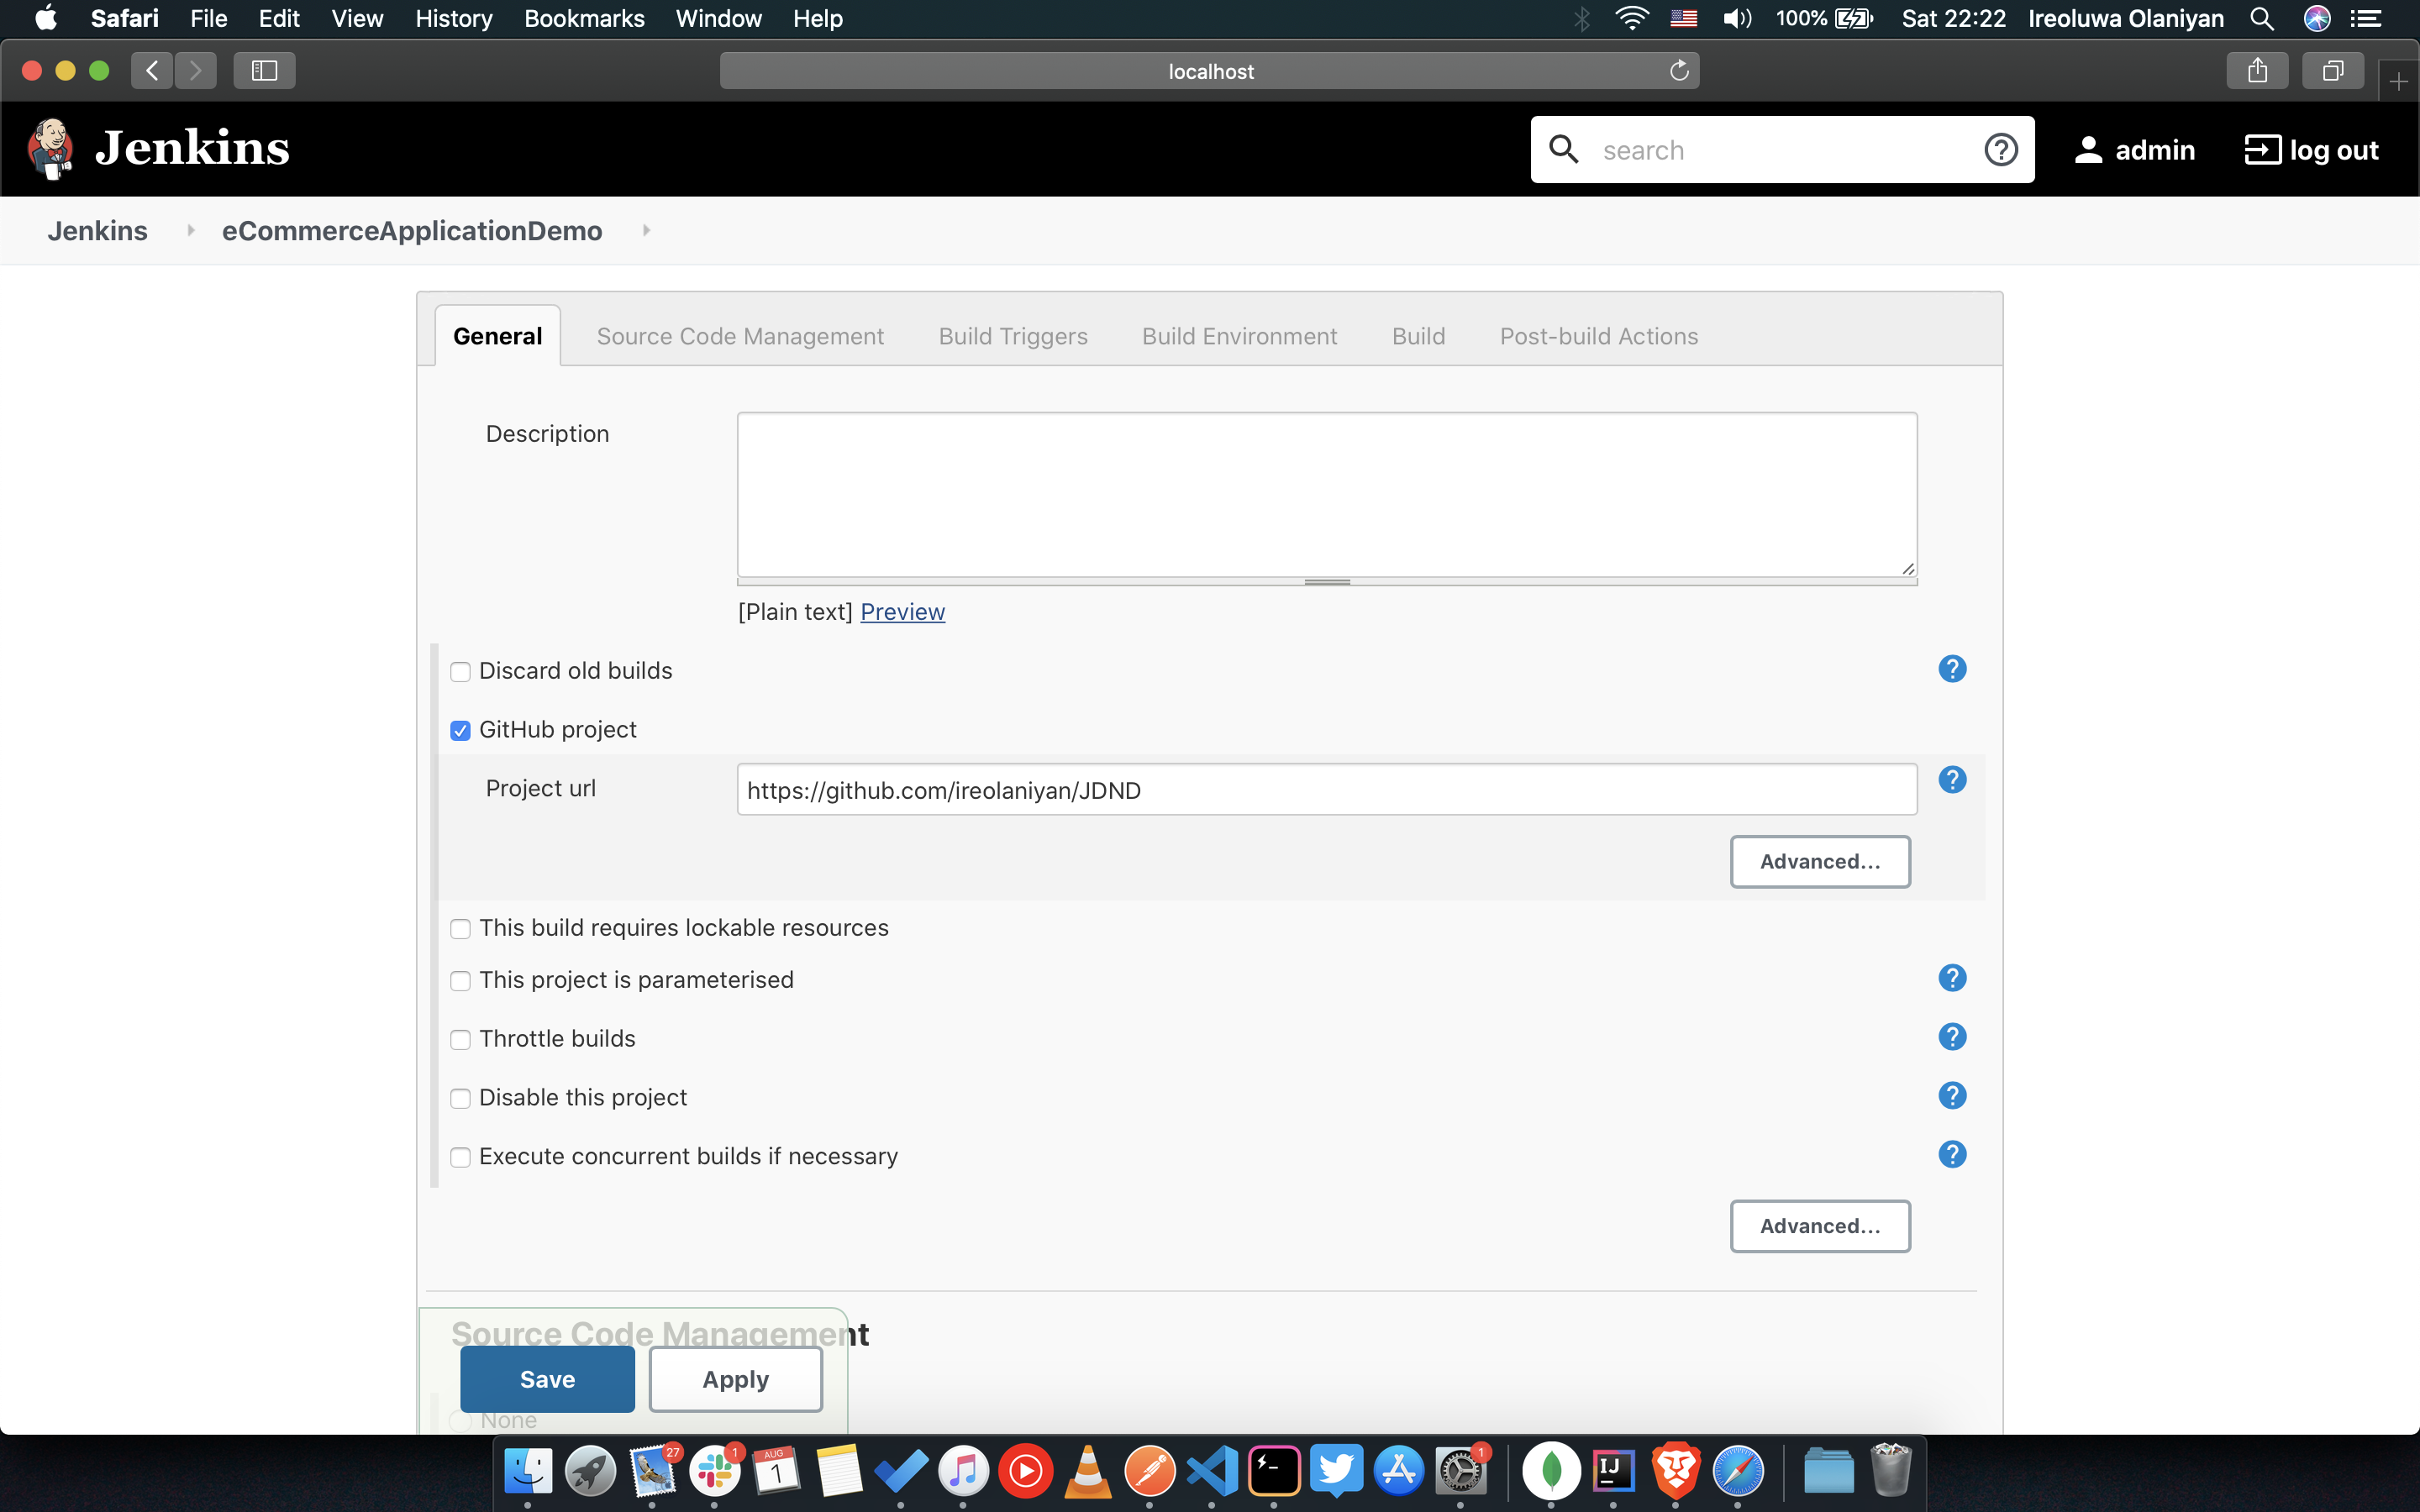 Safari File Edit View History Bookmarks Window Help 100% Sat 22:22 Ireoluwa Olaniyan
localhost
Jenkins search admin log out
Jenkins eCommerceApplicationDemo
General Source Code Management Build Triggers Build Environment Build Post-build Actions
Description
[Plain text] Preview
Discard old builds
GitHub project
Project url https://github.com/ireolaniyan/JDND
Advanced...
This build requires lockable resources
This project is parameterised
Throttle builds
Disable this project
Execute concurrent builds if necessary
Advanced...
Source Code Management
Save Apply
None
27 1 AUG 1 1 IJ